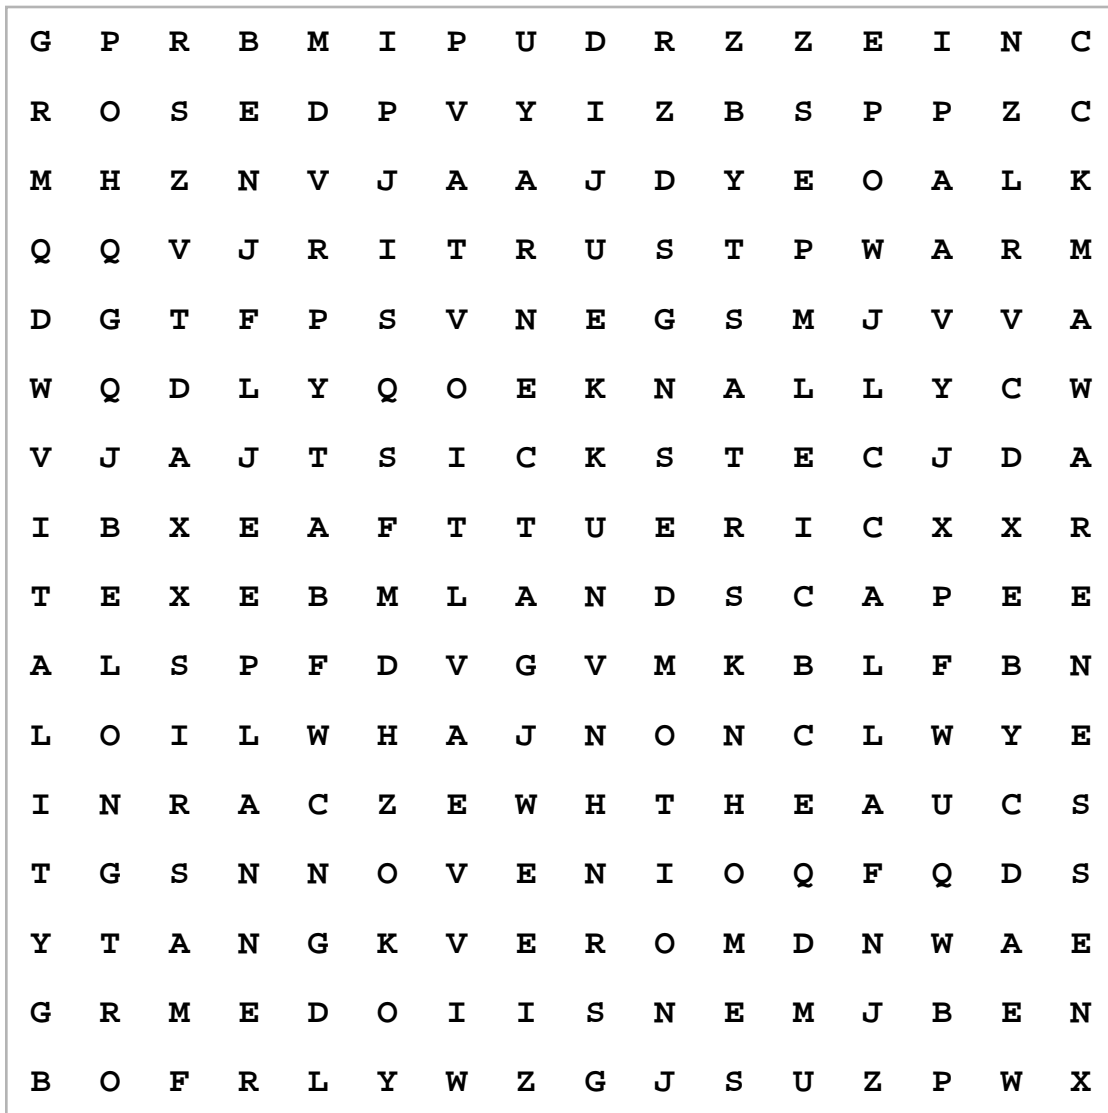 G P R B M I P U D R Z Z E I N C
R O S E D P V Y I Z B S P P Z C
M H Z N V J A A J D Y E O A L K
Q Q V J R I T R U S T P W A R M
D G T F P S V N E G S M J V V A
W Q D L Y Q O E K N A L L Y C W
V J A J T S I C K S T E C J D A
I B X E A F T T U E R I C X X R
T E X E B M L A N D S C A P E E
A L S P F D V G V M K B L F B N
L O I L W H A J N O N C L W Y E
I N R A C Z E W H T H E A U C S
T G S N N O V E N I O Q F Q D S
Y T A N G K V E R O M D N W A E
G R M E D O I I S N E M J B E N
B O F R L Y W Z G J S U Z P W X